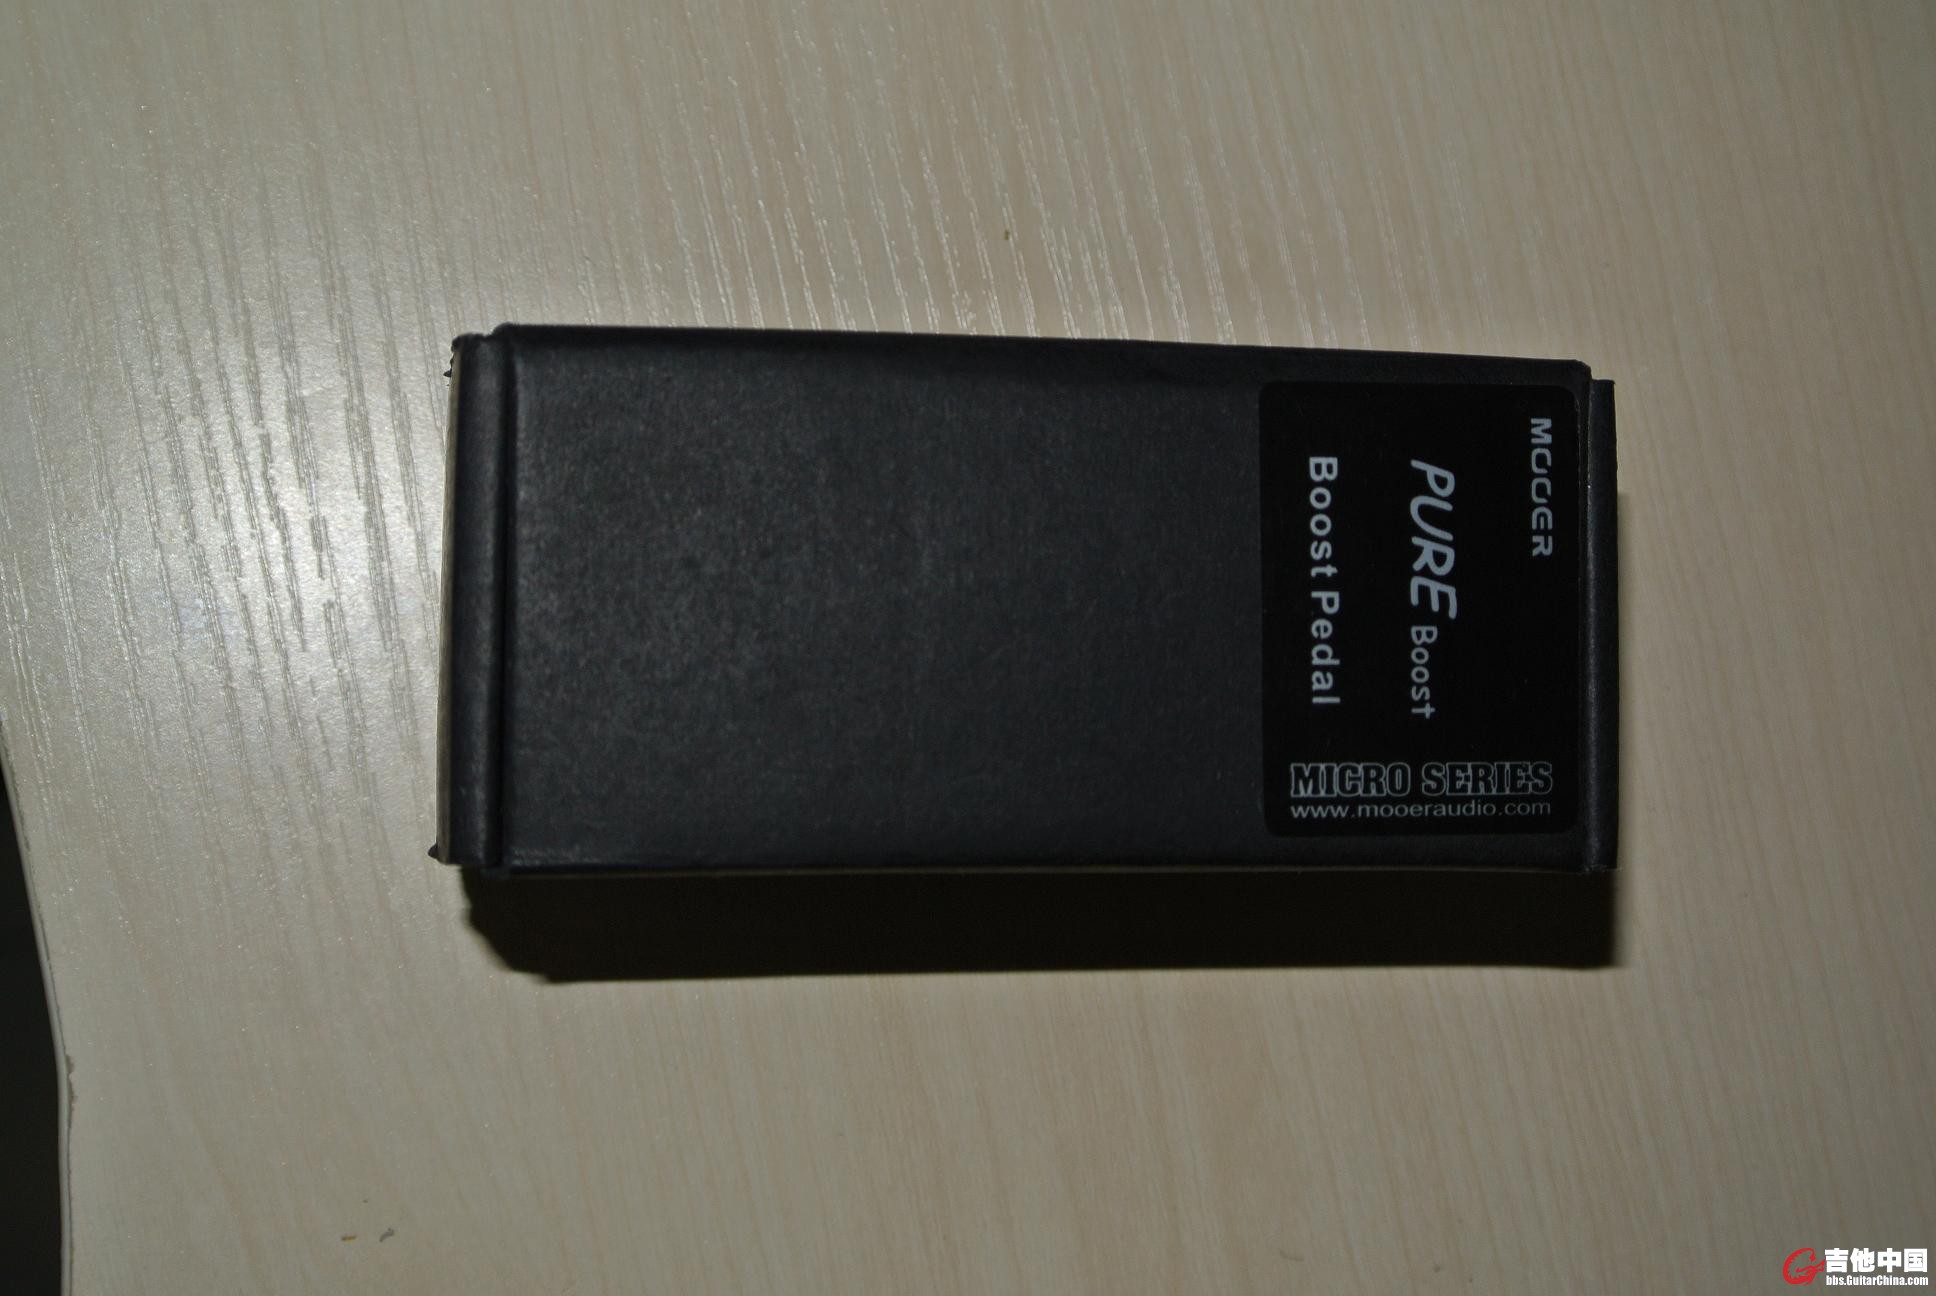 MOOER
PURE Boost
Boost Pedal
MICRO SERIES
www.mooeraudio.com
吉他中国
bbs.GuitarChina.com